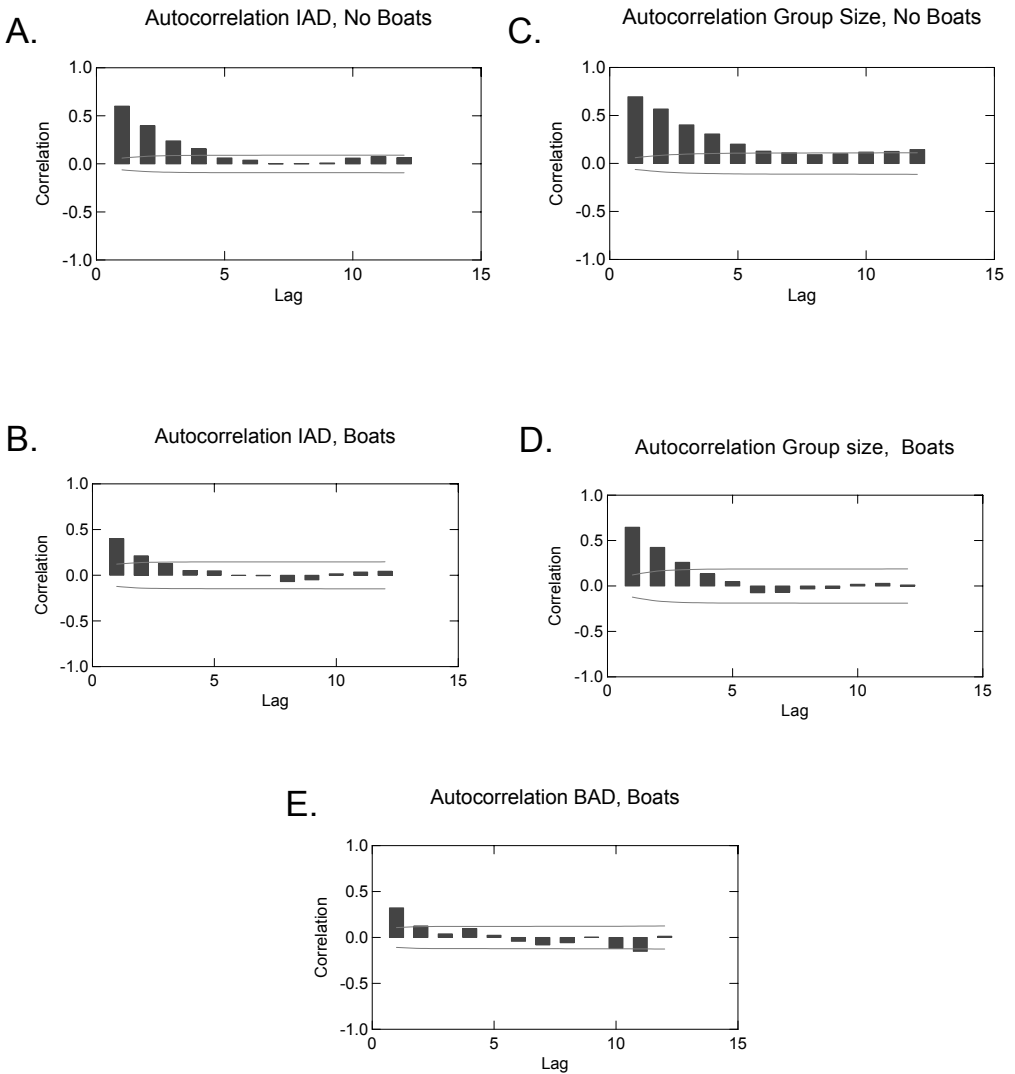 A.
Autocorrelation IAD, No Boats
1.0
0.5
0.0
-0.5
-1.0
Correlation
0 5 10 15
Lag
C.
Autocorrelation Group Size, No Boats
1.0
0.5
0.0
-0.5
-1.0
Correlation
0 5 10 15
Lag
B.
Autocorrelation IAD, Boats
1.0
0.5
0.0
-0.5
-1.0
Correlation
0 5 10 15
Lag
D.
Autocorrelation Group size, Boats
1.0
0.5
0.0
-0.5
-1.0
Correlation
0 5 10 15
Lag
E.
Autocorrelation BAD, Boats
1.0
0.5
0.0
-0.5
-1.0
Correlation
0 5 10 15
Lag